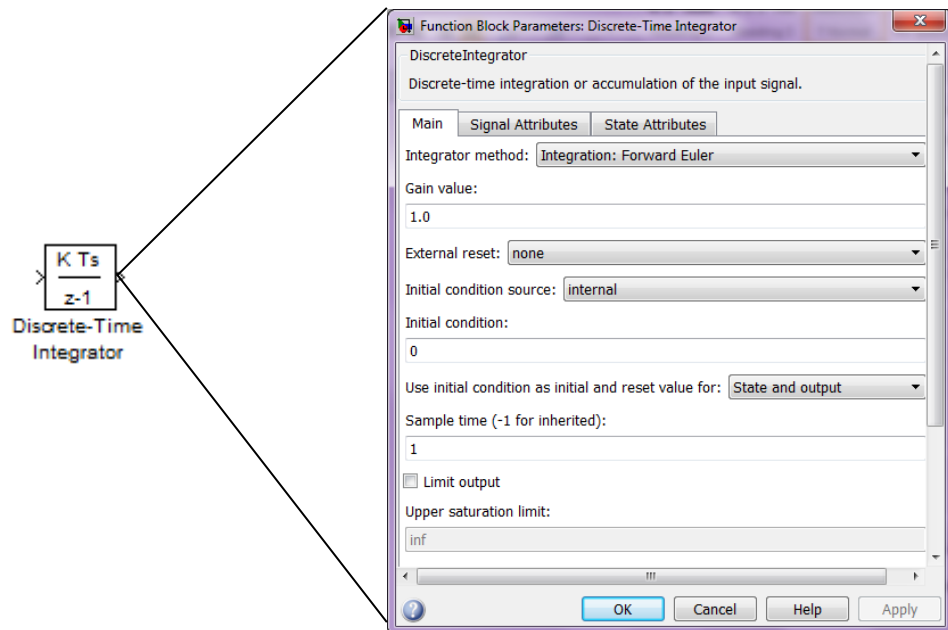 Function Block Parameters: Discrete-Time Integrator
DiscreteIntegrator
Discrete-time integration or accumulation of the input signal.
Main Signal Attributes State Attributes
Integrator method: Integration: Forward Euler
Gain value:
1.0
External reset: none
Initial condition source: internal
Initial condition:
0
Use initial condition as initial and reset value for: State and output
Sample time (-1 for inherited):
1
Limit output
Upper saturation limit:
inf
OK Cancel Help Apply
K Ts
z-1
Discrete-Time
Integrator